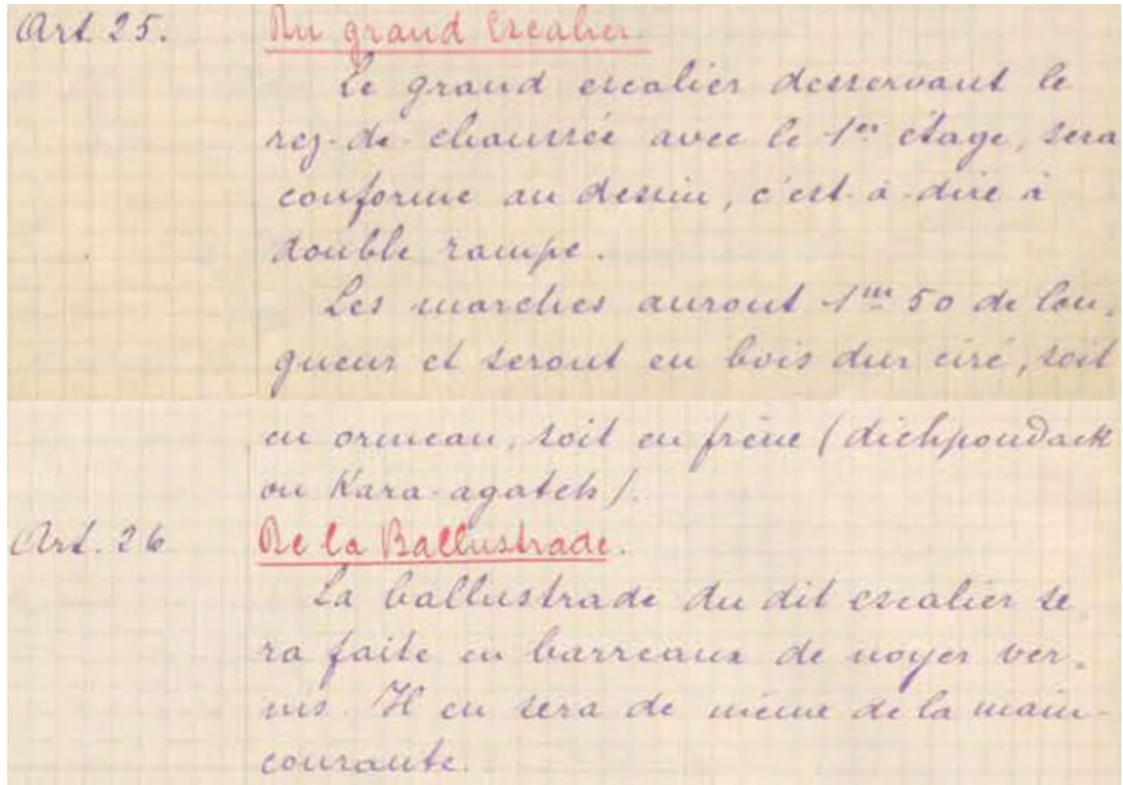 Art. 25. Du grand Escalier.
Le grand escalier desservant le
rez-de-chaussée avec le 1er étage, sera
conforme au dessin, c'est-à-dire à
double rampe.
Les marches auront 1m 50 de lon-
gueur et seront en bois dur ciré, soit
en ormeau, soit en frêne (dichpoudack
ou Kara-agatch).
Art. 26 De la Ballustrade.
La ballustrade du dit escalier se-
ra faite en barreaux de noyer ver-
nis. Il en sera de même de la main-
courante.